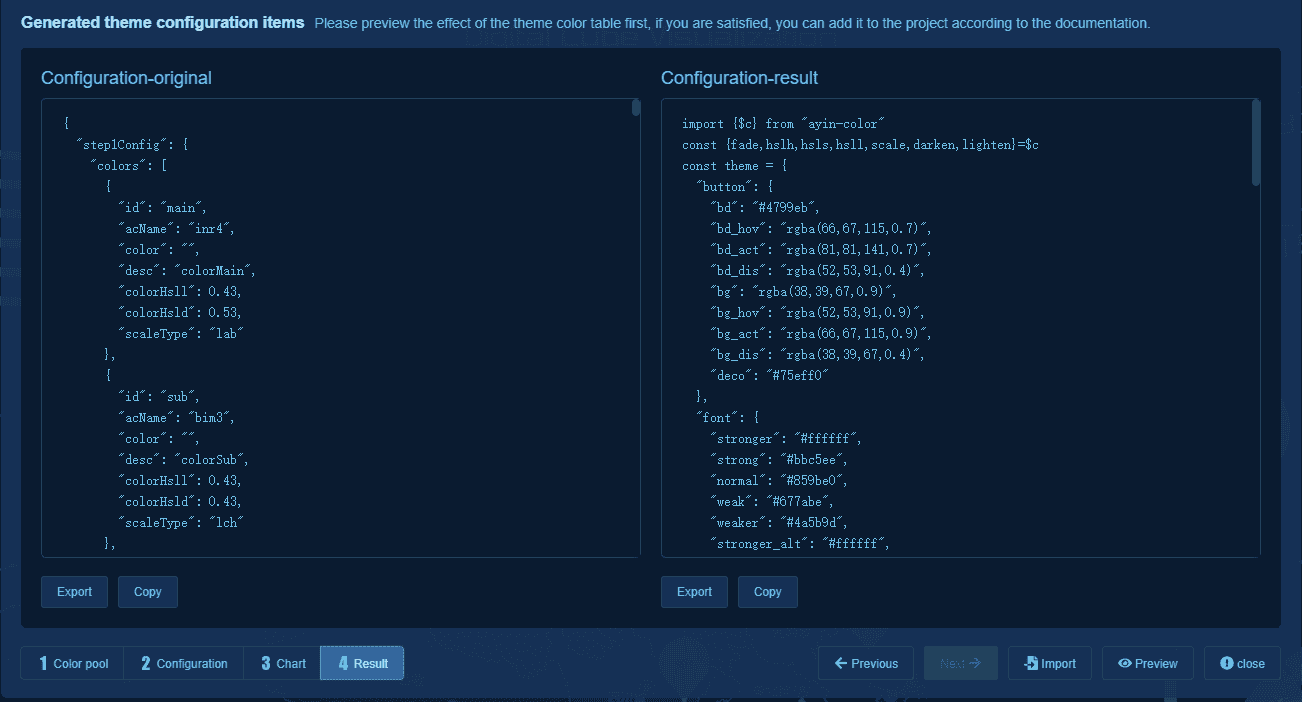 Generated theme configuration items Please preview the effect of the theme color table first, if you are satisfied, you can add it to the project according to the documentation.
Configuration-original
{
"step1Config": {
"colors": [
{
"id": "main",
"acName": "inr4",
"color": "",
"desc": "colorMain",
"colorHsll": 0.43,
"colorHsld": 0.53,
"scaleType": "lab"
},
{
"id": "sub",
"acName": "bim3",
"color": "",
"desc": "colorSub",
"colorHsll": 0.43,
"colorHsld": 0.43,
"scaleType": "lch"
},
Export Copy
Configuration-result
import {$c} from "ayin-color"
const {fade,hslh,hsls,hsll,scale,darken,lighten}=$c
const theme = {
"button": {
"bd": "#4799eb",
"bd_hov": "rgba(66,67,115,0.7)",
"bd_act": "rgba(81,81,141,0.7)",
"bd_dis": "rgba(52,53,91,0.4)",
"bg": "rgba(38,39,67,0.9)",
"bg_hov": "rgba(52,53,91,0.9)",
"bg_act": "rgba(66,67,115,0.9)",
"bg_dis": "rgba(38,39,67,0.4)",
"deco": "#75eff0"
},
"font": {
"stronger": "#ffffff",
"strong": "#bbc5ee",
"normal": "#859be0",
"weak": "#677abe",
"weaker": "#4a5b9d",
"stronger_alt": "#ffffff",
Export Copy
1 Color pool 2 Configuration 3 Chart 4 Result Previous Next Import Preview close